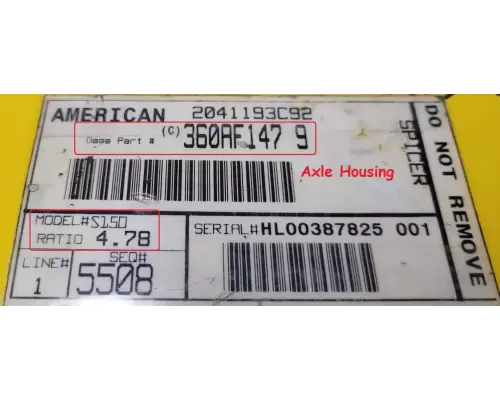 AMERICAN 2041193C92
Dana Part # (C) 360AF147 9
Axle Housing
SPICER
DO NOT REMOVE
MODEL# S150
RATIO 4.78
SERIAL# HL00387825 001
LINE# 1
SEQ# 5508